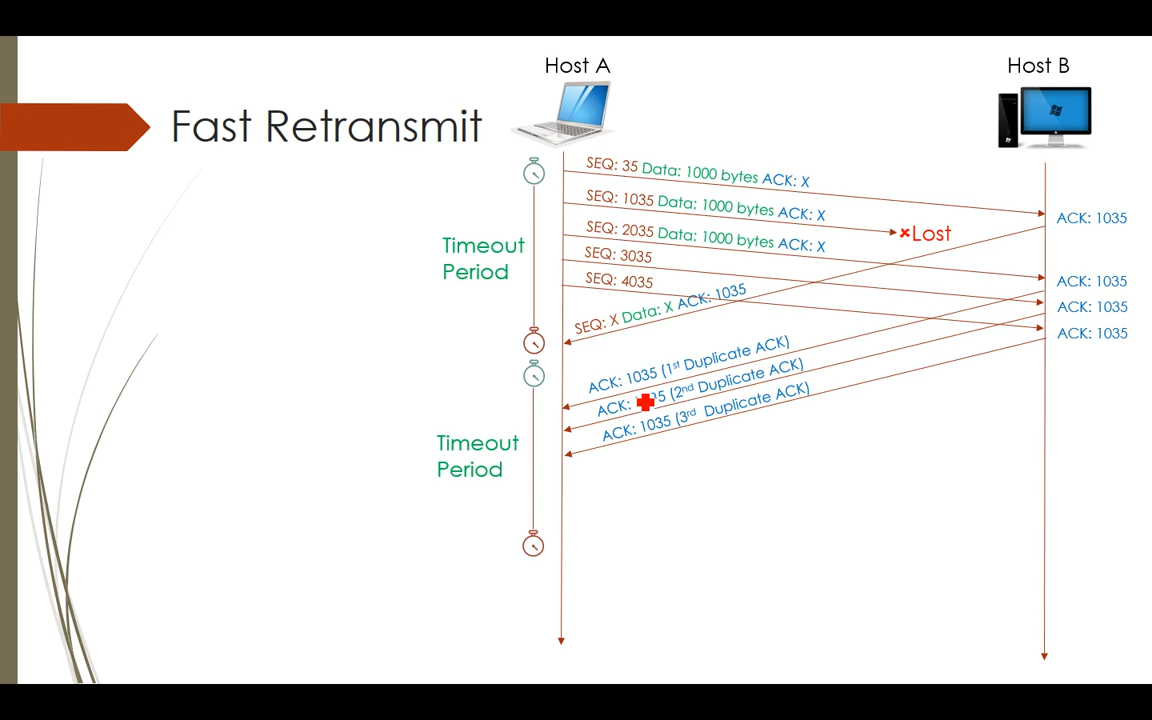 Host A
Host B
Fast Retransmit
SEQ: 35 Data: 1000 bytes ACK: X
SEQ: 1035 Data: 1000 bytes ACK: X
ACK: 1035
Lost
SEQ: 2035 Data: 1000 bytes ACK: X
Timeout
Period
SEQ: 3035
SEQ: 4035
ACK: 1035
ACK: 1035
ACK: 1035
SEQ: X Data: X ACK: 1035
ACK: 1035 (1st Duplicate ACK)
ACK: 35 (2nd Duplicate ACK)
ACK: 1035 (3rd Duplicate ACK)
Timeout
Period